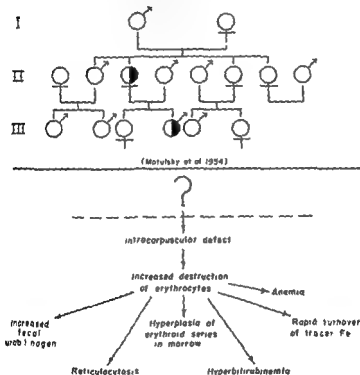 I
II
III
(Motulsky et al 1954)
?
Intracorpuscular defect
Increased destruction
of erythrocytes
Anemia
Increased
fecal
urobilinogen
Hyperplasia of
erythroid series
in marrow
Rapid turnover
of tracer Fe
Reticulocytosis
Hyperbilirubinemia